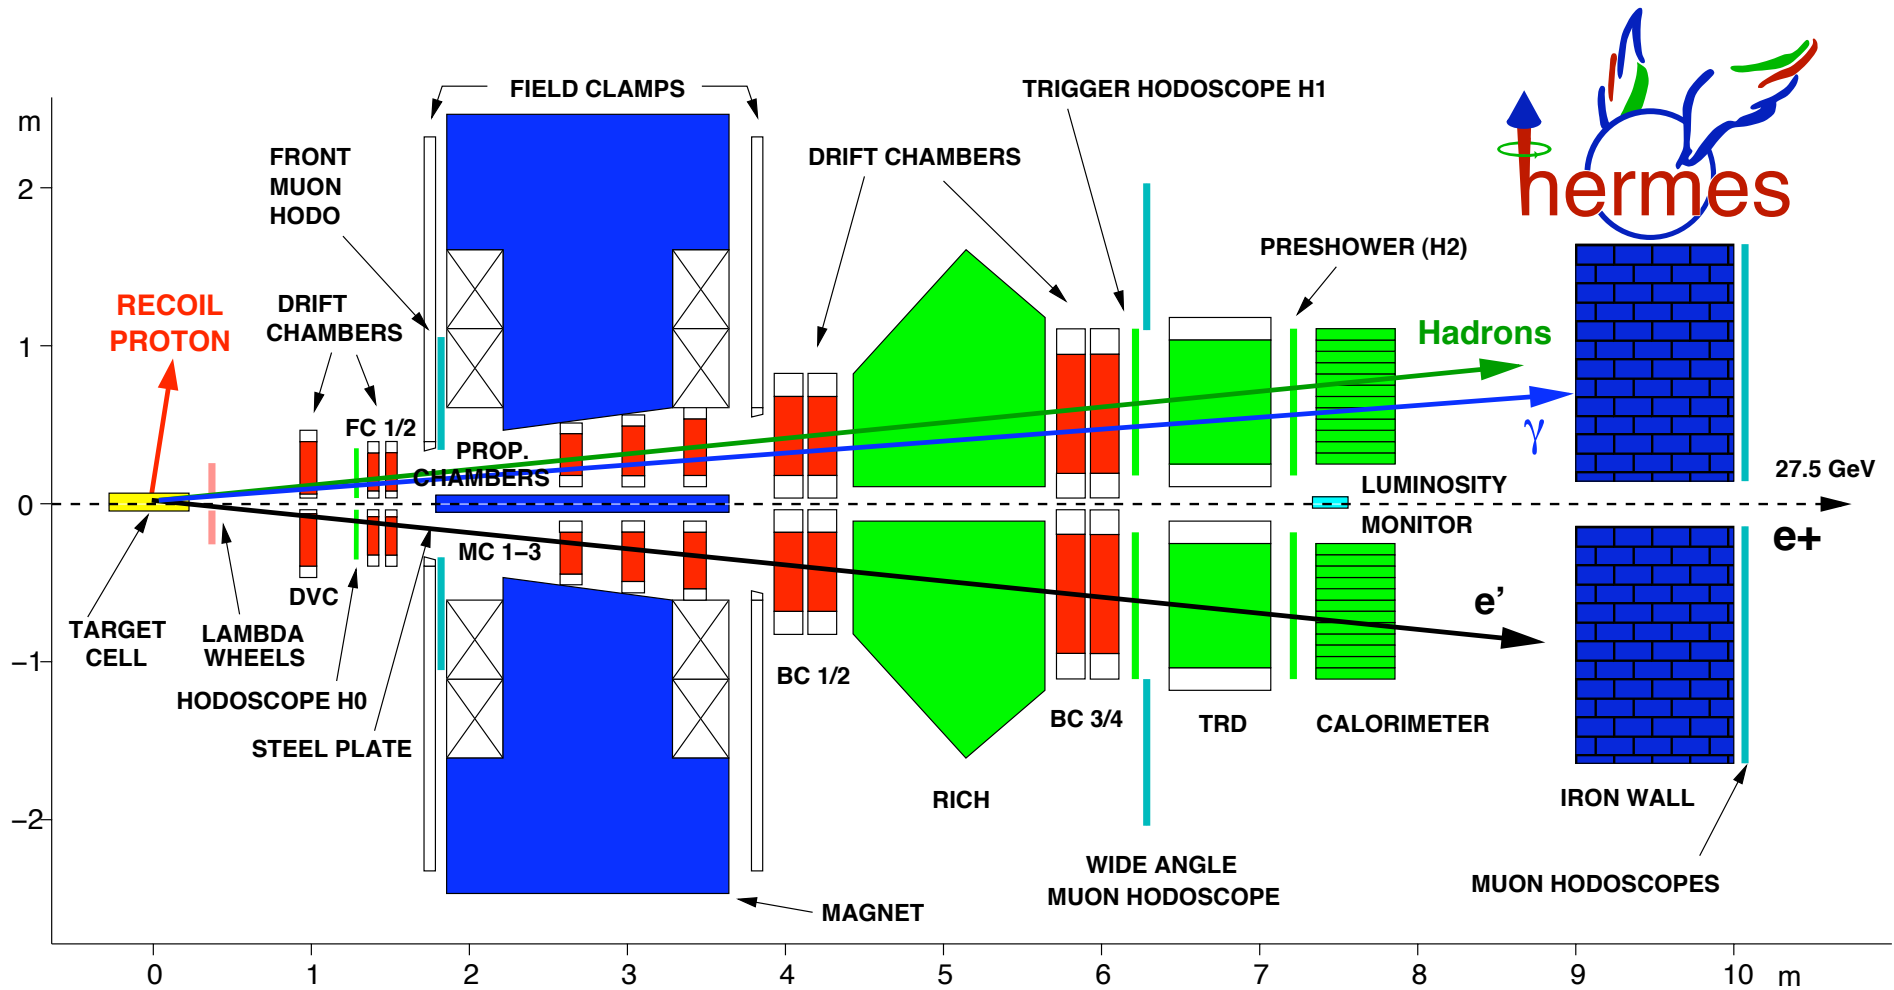 FIELD CLAMPS
TRIGGER HODOSCOPE H1
m
2
1
0
−1
−2
FRONT
MUON
HODO
DRIFT CHAMBERS
hermes
PRESHOWER (H2)
RECOIL
PROTON
DRIFT
CHAMBERS
Hadrons
FC 1/2
PROP.
CHAMBERS
γ
27.5 GeV
LUMINOSITY
MONITOR
e+
MC 1−3
DVC
e’
TARGET
CELL
LAMBDA
WHEELS
HODOSCOPE H0
STEEL PLATE
BC 1/2
BC 3/4
TRD
CALORIMETER
RICH
IRON WALL
WIDE ANGLE
MUON HODOSCOPE
MUON HODOSCOPES
MAGNET
0 1 2 3 4 5 6 7 8 9 10 m